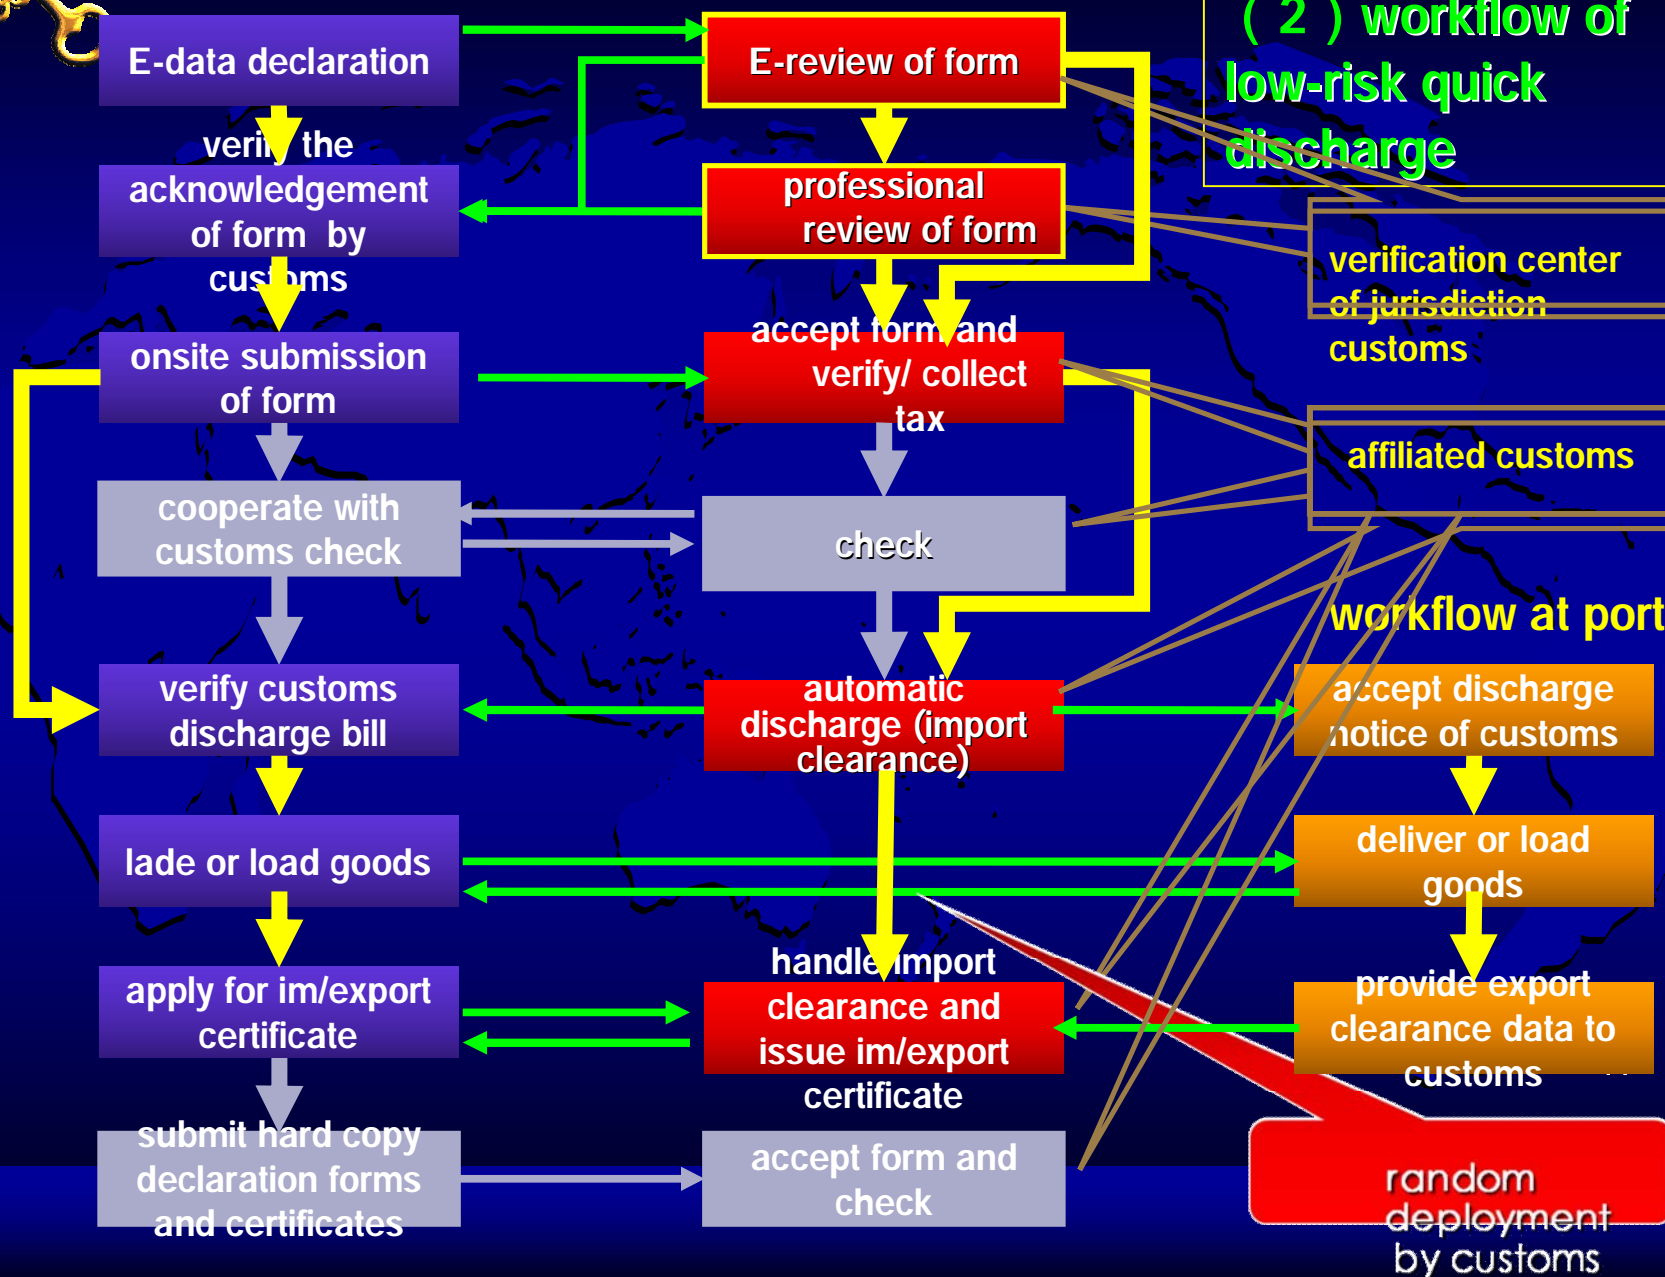 ( 2 ) workflow of
low-risk quick
discharge
E-data declaration
E-review of form
verify the
acknowledgement
of form by
customs
professional
review of form
verification center
of jurisdiction
customs
onsite submission
of form
accept form and
verify/ collect
tax
affiliated customs
cooperate with
customs check
check
workflow at port
verify customs
discharge bill
automatic
discharge (import
clearance)
accept discharge
notice of customs
lade or load goods
deliver or load
goods
apply for im/export
certificate
handle import
clearance and
issue im/export
certificate
provide export
clearance data to
customs
submit hard copy
declaration forms
and certificates
accept form and
check
random
deployment
by customs